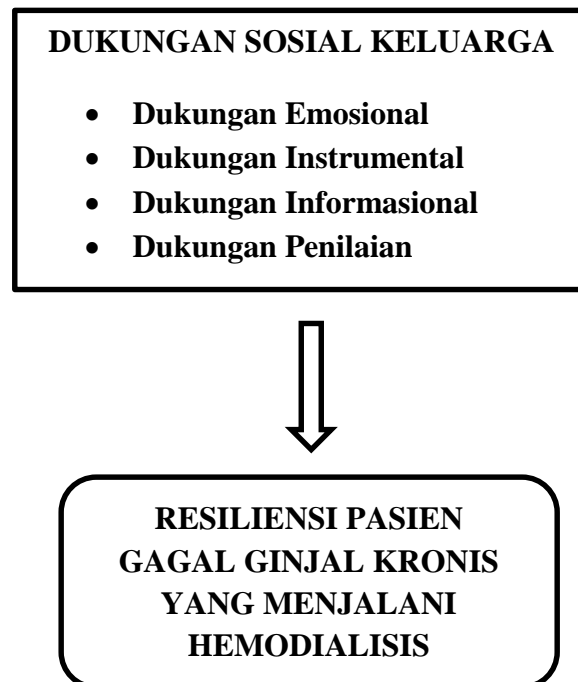 DUKUNGAN SOSIAL KELUARGA
• Dukungan Emosional
• Dukungan Instrumental
• Dukungan Informasional
• Dukungan Penilaian
RESILIENSI PASIEN
GAGAL GINJAL KRONIS
YANG MENJALANI
HEMODIALISIS